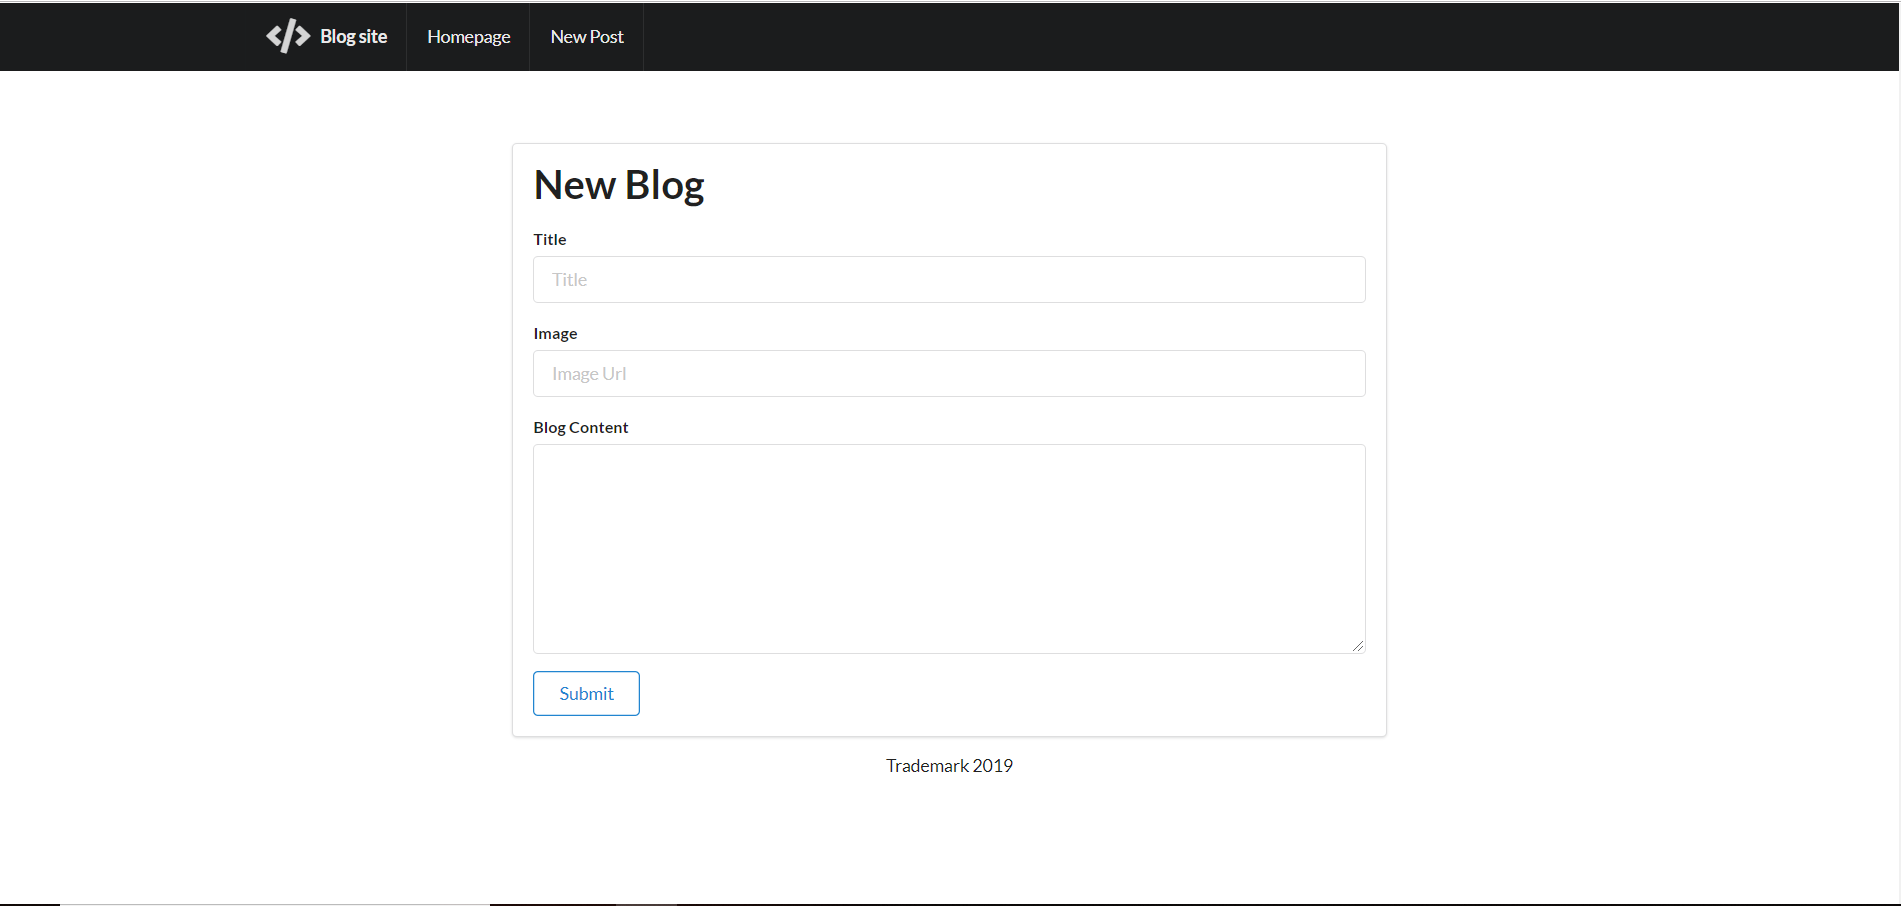 Blog site Homepage New Post
New Blog
Title
Title
Image
Image Url
Blog Content
Submit
Trademark 2019